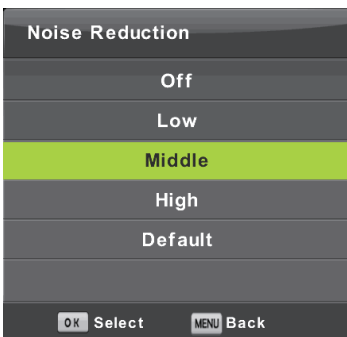 Noise Reduction
Off
Low
Middle
High
Default
OK Select MENU Back